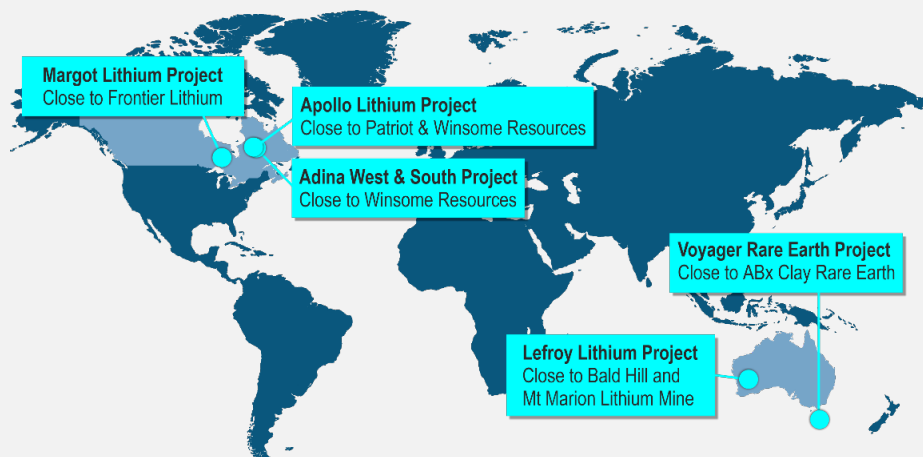 Margot Lithium Project
Close to Frontier Lithium
Apollo Lithium Project
Close to Patriot & Winsome Resources
Adina West & South Project
Close to Winsome Resources
Voyager Rare Earth Project
Close to ABx Clay Rare Earth
Lefroy Lithium Project
Close to Bald Hill and
Mt Marion Lithium Mine